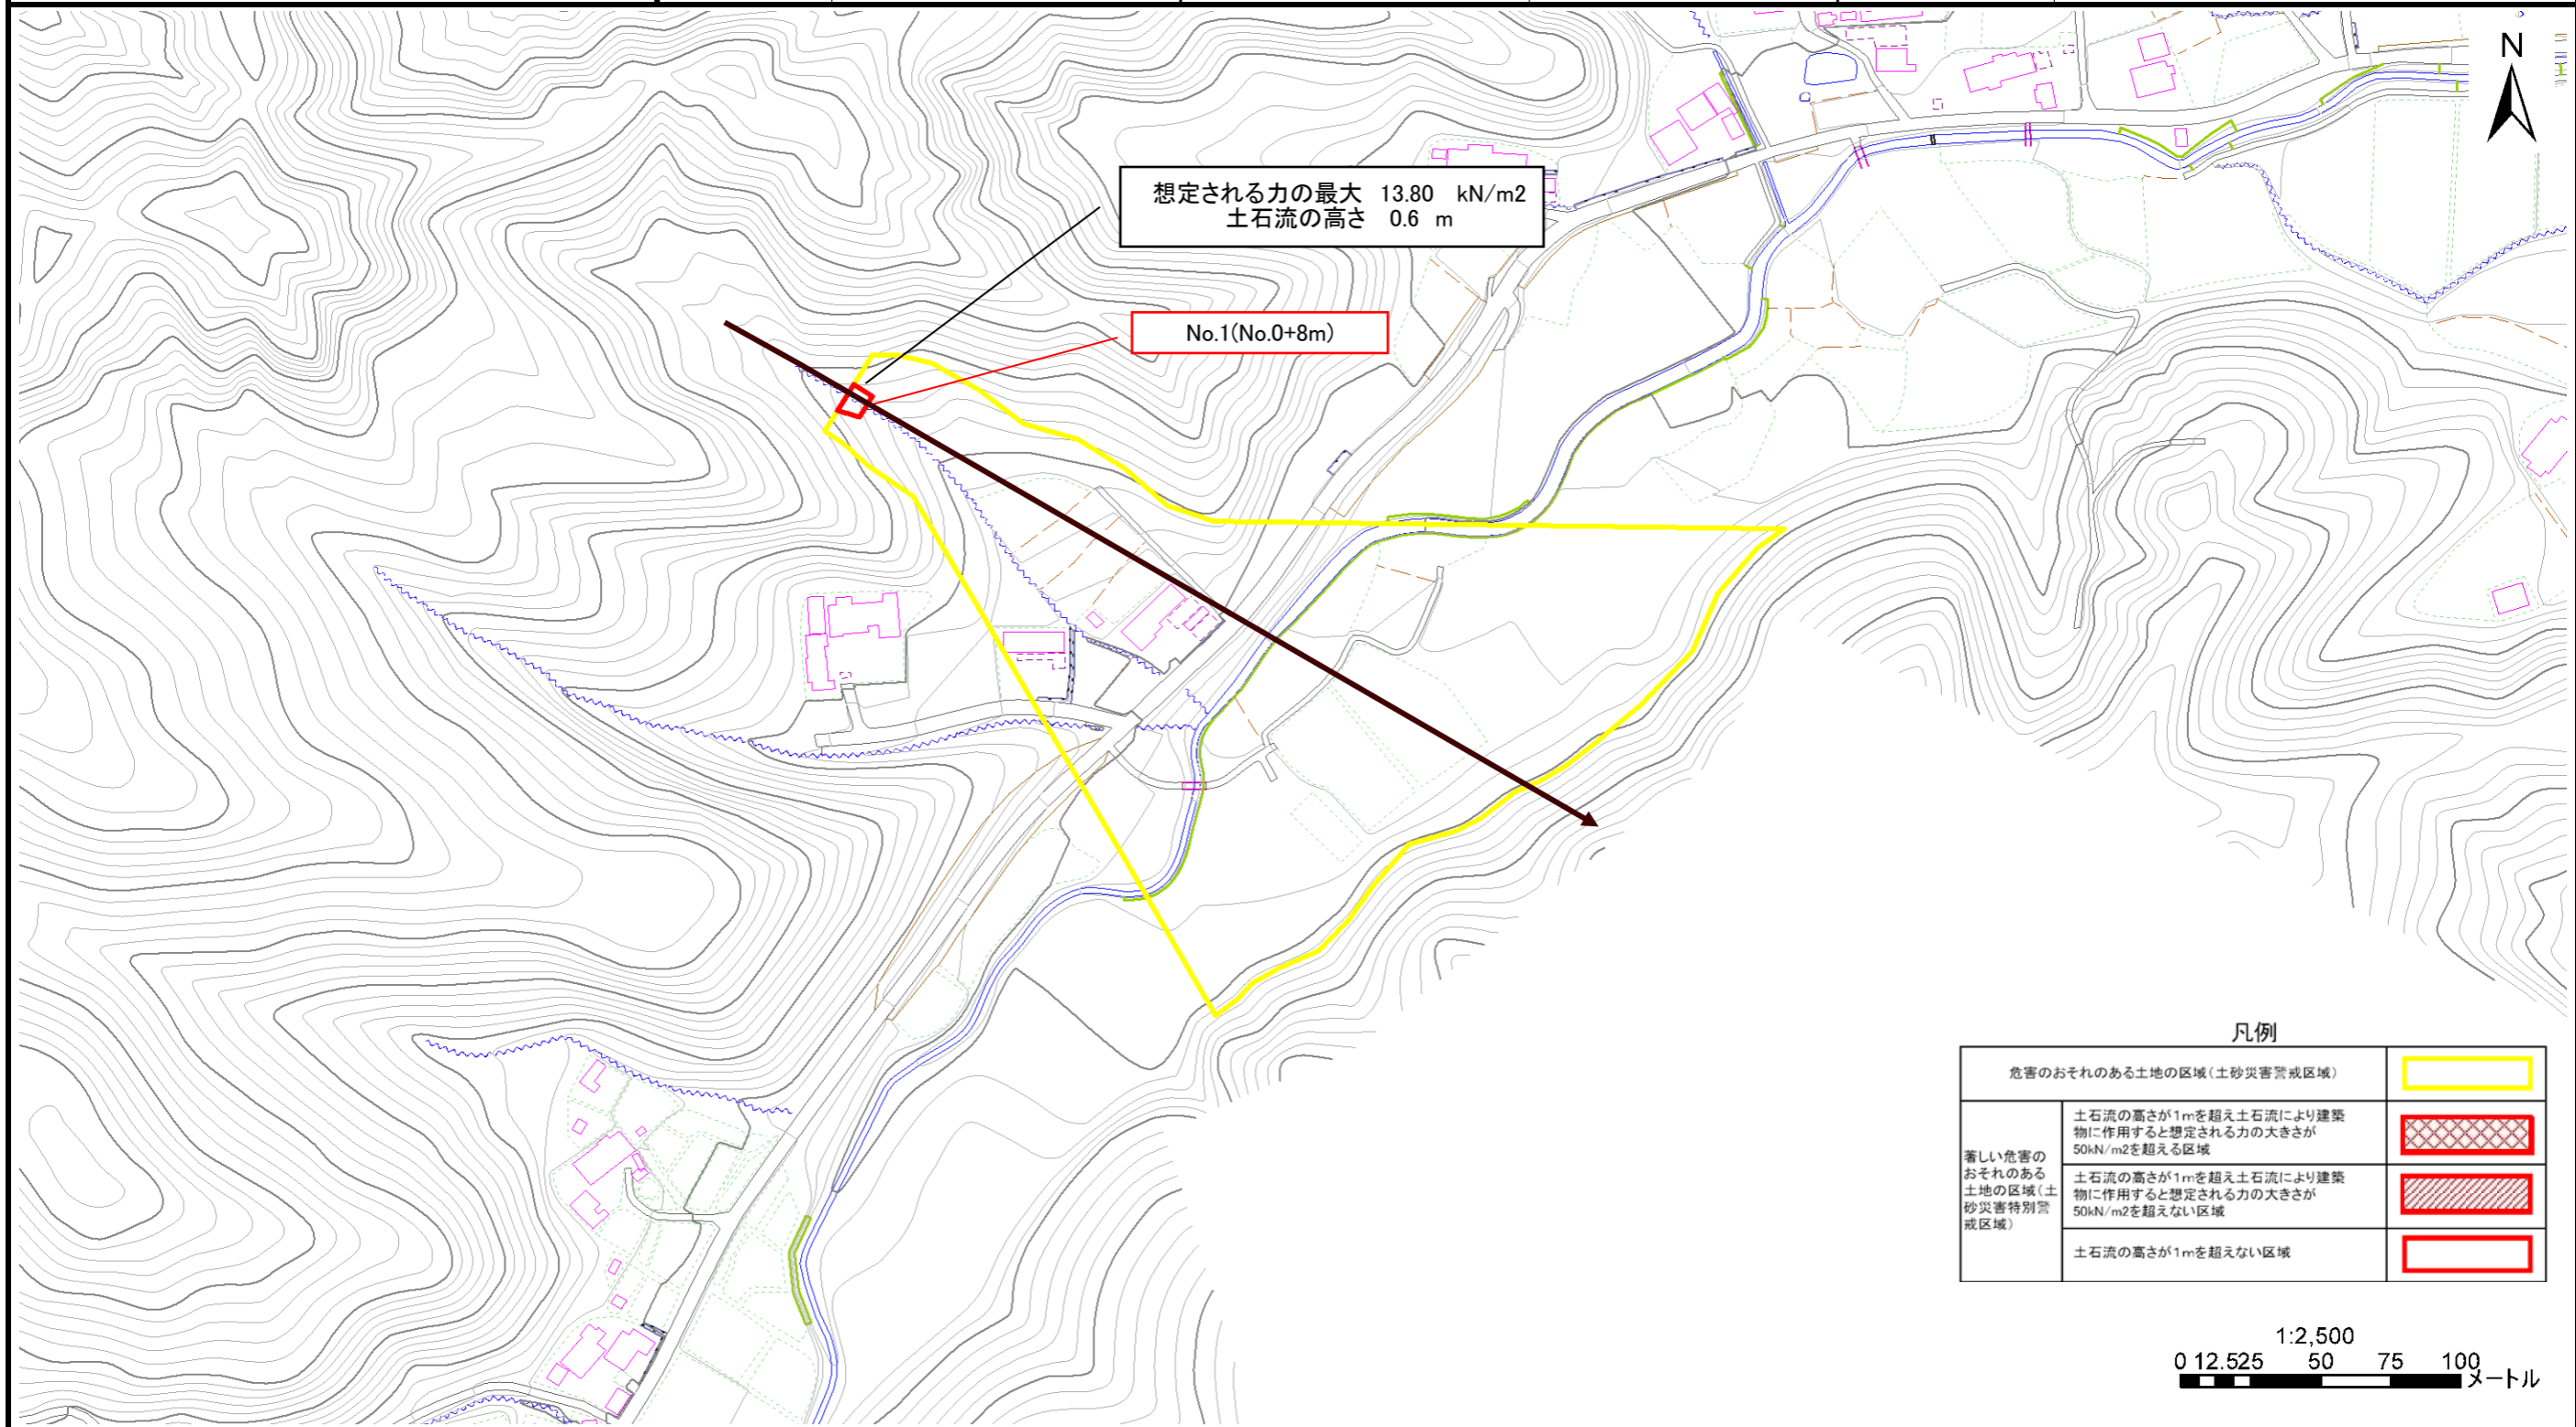 N
想定される力の最大 13.80 kN/m2
土石流の高さ 0.6 m
No.1(No.0+8m)
凡例
危害のおそれのある土地の区域(土砂災害警戒区域)
著しい危害の
おそれのある
土地の区域(土
砂災害特別警
戒区域)
土石流の高さが1mを超え土石流により建築
物に作用すると想定される力の大きさが
50kN/m2を超える区域
土石流の高さが1mを超え土石流により建築
物に作用すると想定される力の大きさが
50kN/m2を超えない区域
土石流の高さが1mを超えない区域
1:2,500
0 12.525 50 75 100
メートル